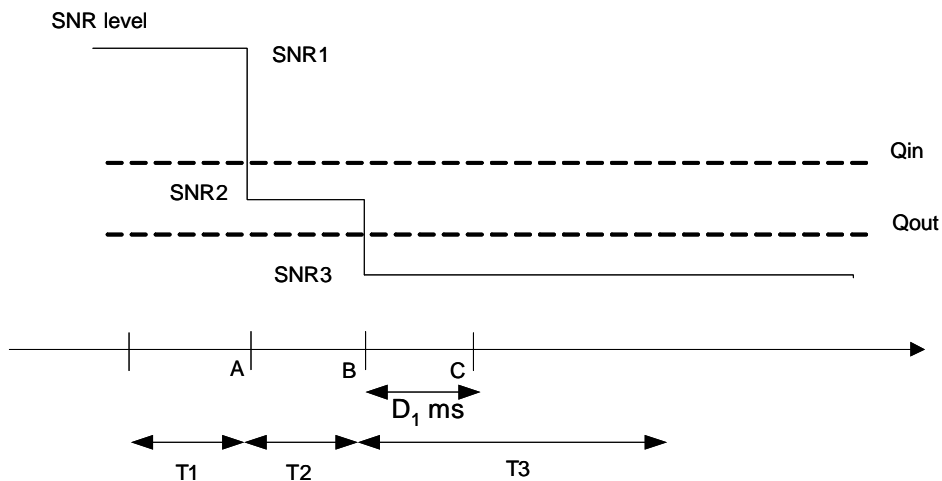 SNR level
SNR1
Qin
SNR2
Qout
SNR3
A
B
C
D₁ ms
T1
T2
T3